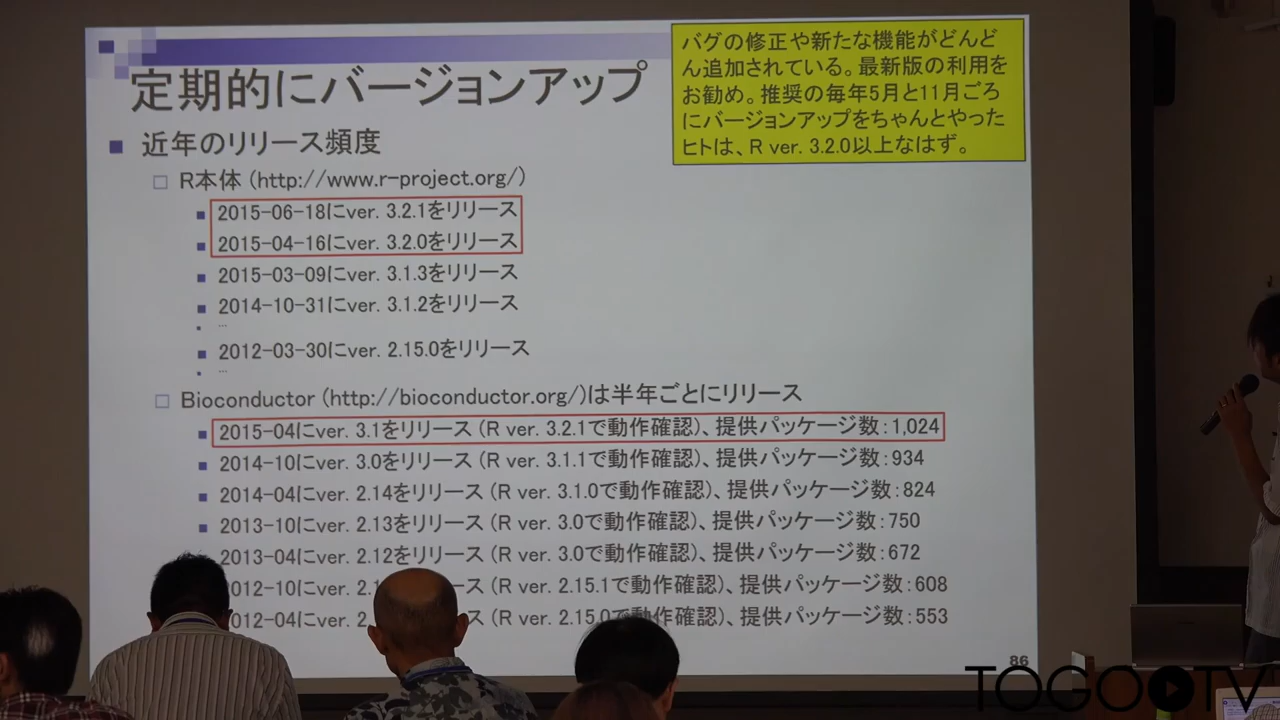 定期的にバージョンアップ
バグの修正や新たな機能がどんど
ん追加されている。最新版の利用を
お勧め。推奨の毎年5月と11月ごろ
にバージョンアップをちゃんとやった
ヒトは、R ver. 3.2.0以上なはず。
近年のリリース頻度
R本体 (http://www.r-project.org/)
2015-06-18にver. 3.2.1をリリース
2015-04-16にver. 3.2.0をリリース
2015-03-09にver. 3.1.3をリリース
2014-10-31にver. 3.1.2をリリース
…
2012-03-30にver. 2.15.0をリリース
…
Bioconductor (http://bioconductor.org/)は半年ごとにリリース
2015-04にver. 3.1をリリース (R ver. 3.2.1で動作確認)、提供パッケージ数:1,024
2014-10にver. 3.0をリリース (R ver. 3.1.1で動作確認)、提供パッケージ数:934
2014-04にver. 2.14をリリース (R ver. 3.1.0で動作確認)、提供パッケージ数:824
2013-10にver. 2.13をリリース (R ver. 3.0で動作確認)、提供パッケージ数:750
2013-04にver. 2.12をリリース (R ver. 3.0で動作確認)、提供パッケージ数:672
012-10にver. 2.1 (R ver. 2.15.1で動作確認)、提供パッケージ数:608
012-04にver. 2 ス (R ver. 2.15.0で動作確認)、提供パッケージ数:553
86
TOGOTV